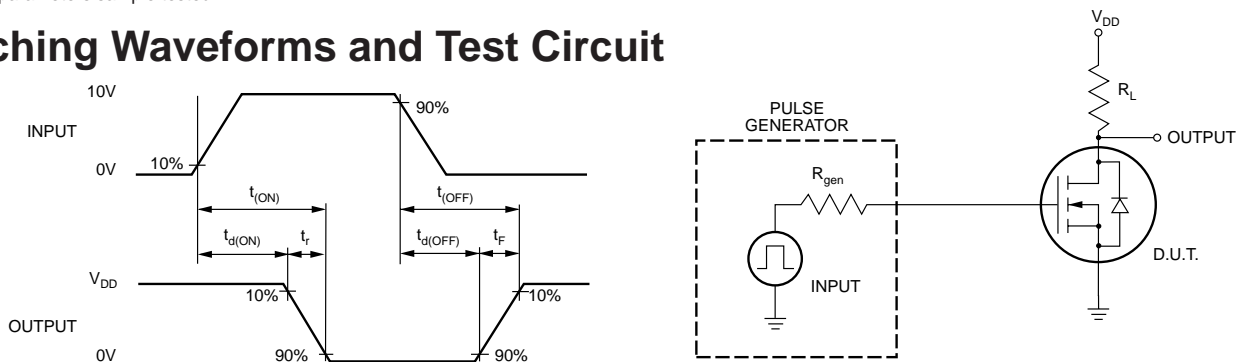 ching Waveforms and Test Circuit
10V
INPUT
0V
10%
90%
t(ON)
t(OFF)
td(ON)
tr
td(OFF)
tF
VDD
OUTPUT
0V
10%
90%
10%
90%
PULSE
GENERATOR
Rgen
INPUT
VDD
RL
OUTPUT
D.U.T.